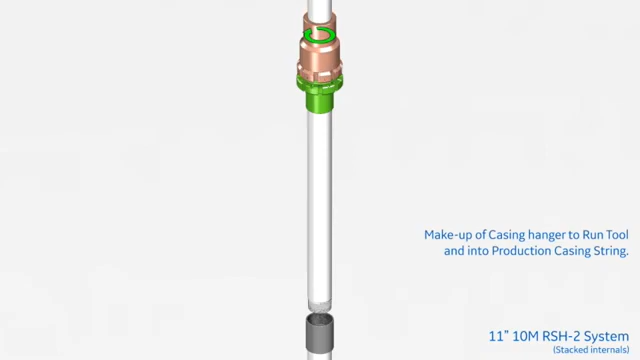 Make-up of Casing hanger to Run Tool
and into Production Casing String.
11" 10M RSH-2 System
(Stacked internals)